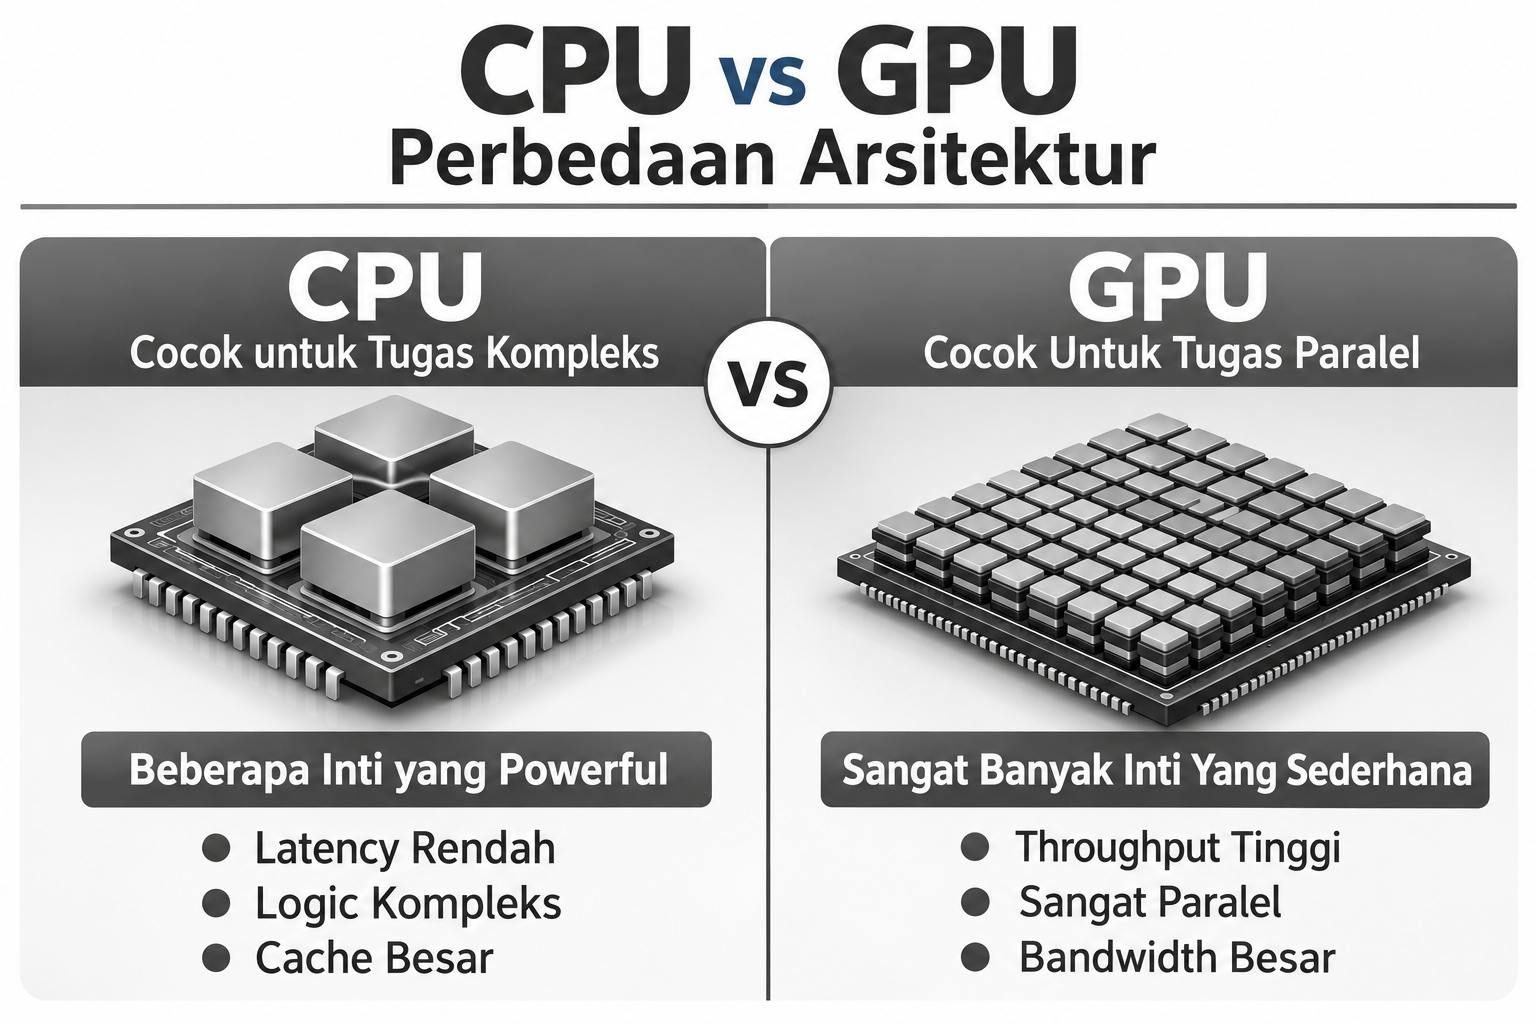 CPU vs GPU
Perbedaan Arsitektur
CPU
Cocok untuk Tugas Kompleks
VS
GPU
Cocok Untuk Tugas Paralel
Beberapa Inti yang Powerful
Latency Rendah
Logic Kompleks
Cache Besar
Sangat Banyak Inti Yang Sederhana
Throughput Tinggi
Sangat Paralel
Bandwidth Besar